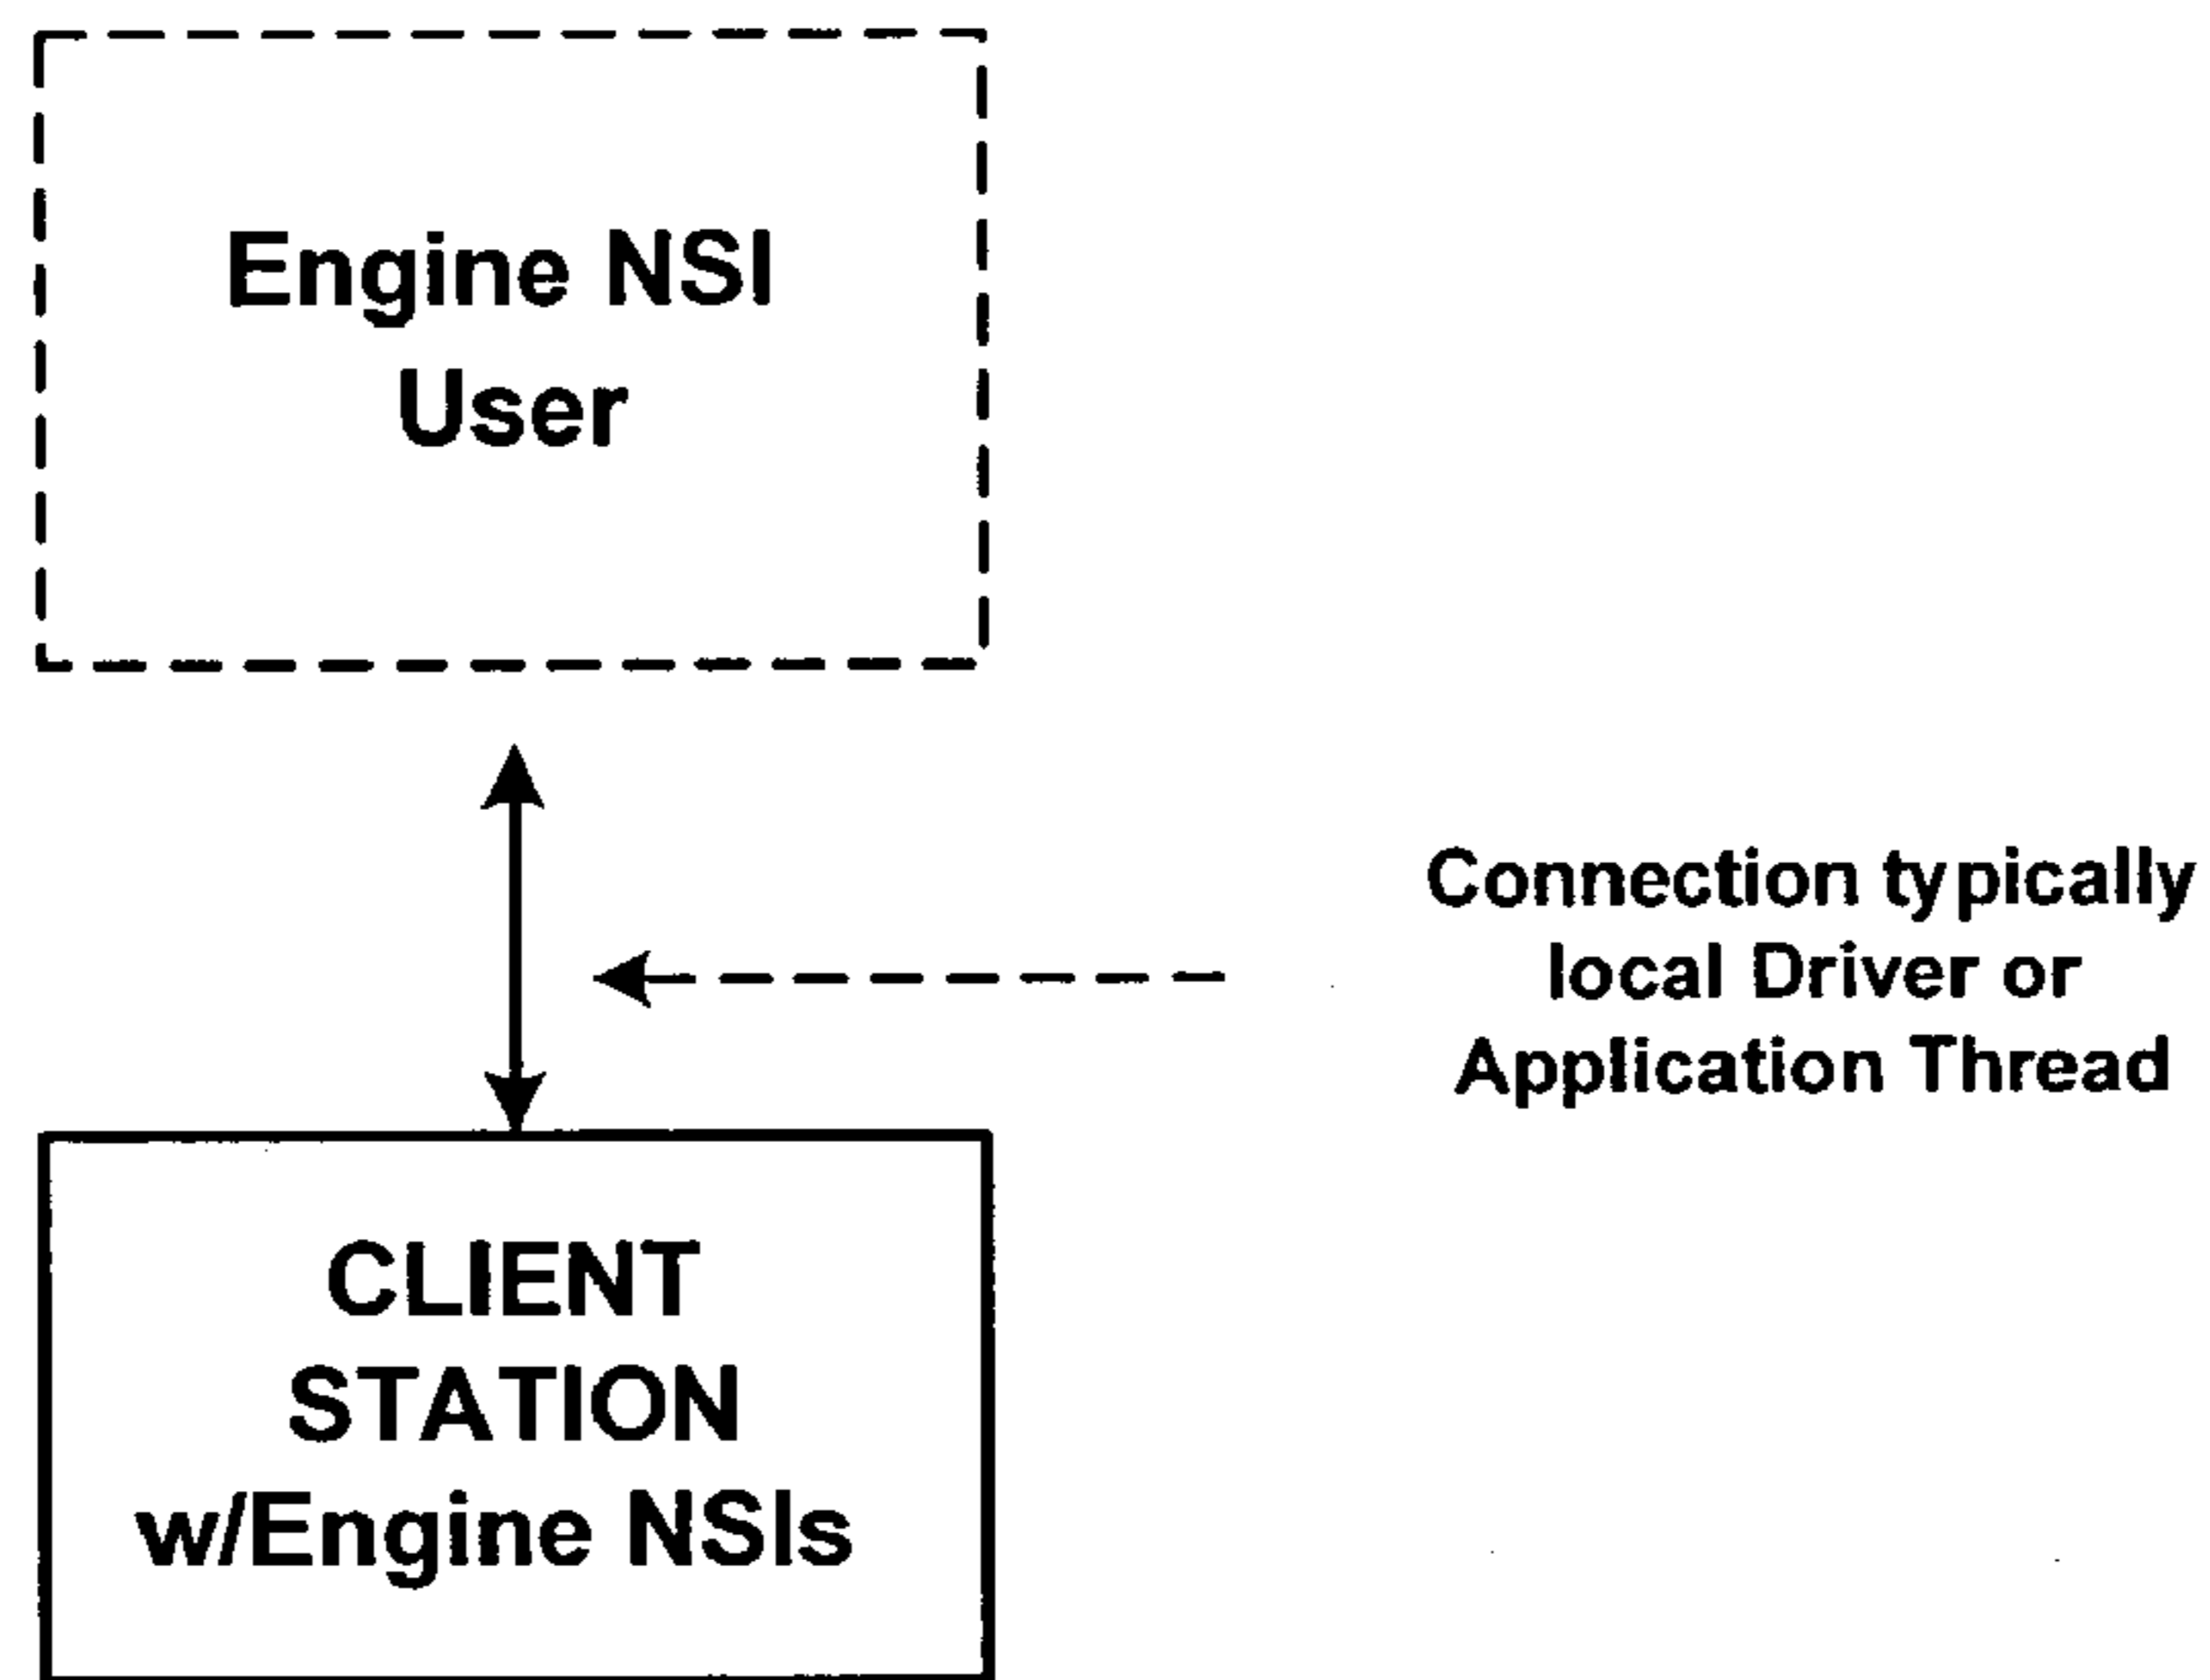 Engine NSI
User
Connection typically
local Driver or
Application Thread
CLIENT
STATION
w/Engine NSIs